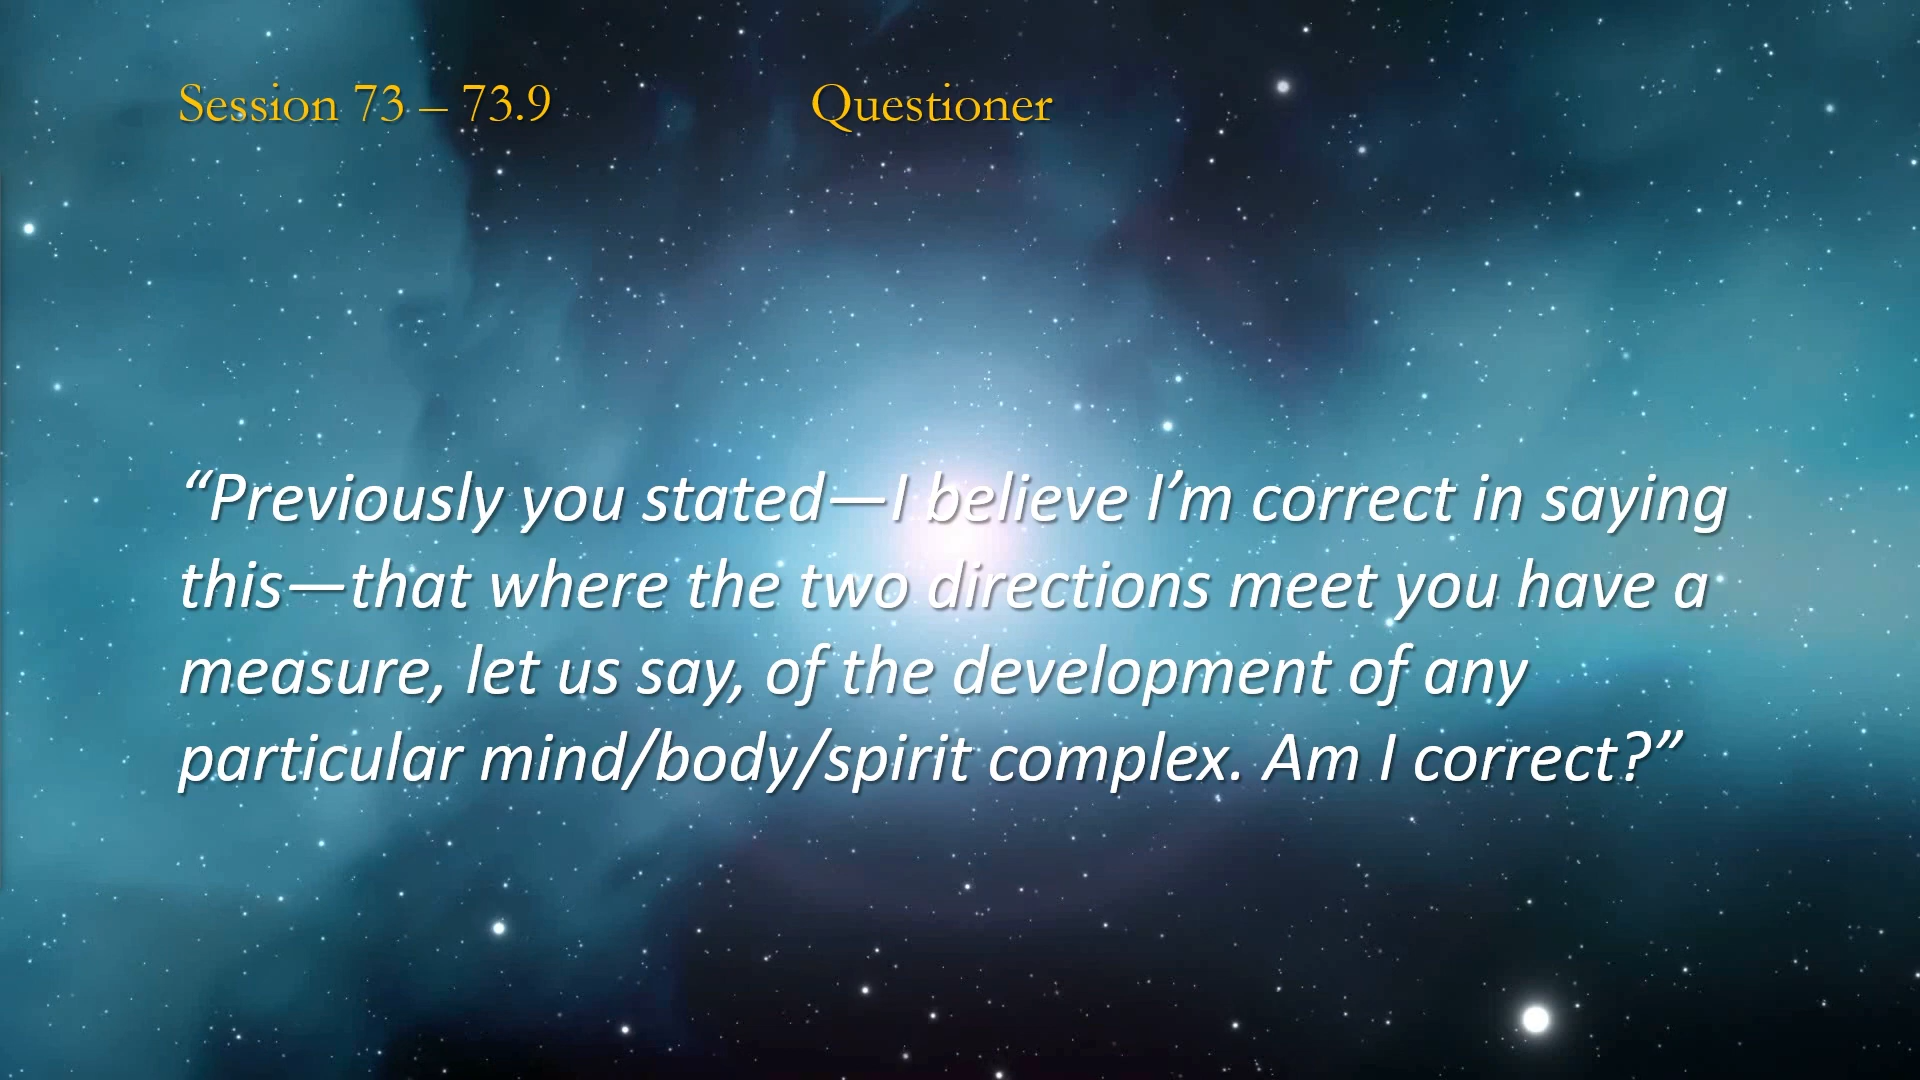 Session 73 – 73.9 Questioner
“Previously you stated—I believe I’m correct in saying
this—that where the two directions meet you have a
measure, let us say, of the development of any
particular mind/body/spirit complex. Am I correct?”